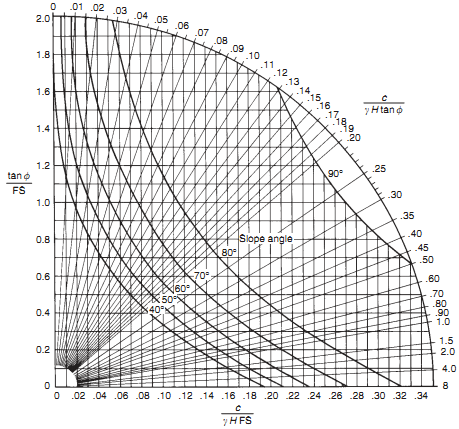 0 .01 .02 .03 .04 .05 .06 .07 .08 .09 .10 .11 .12 .13 .14 .15 .16 .17 .18 .19 .20 .25 .30 .35 .40 .45 .50 .60 .70 .80 .90 1.0 1.5 2.0 4.0 8
c
γ H tan ϕ
2.0
1.6
1.4
1.2
1.0
0.8
0.6
0.4
0.2
0
tan ϕ
FS
90°
Slope angle
80°
70°
60°
50°
40°
0 .02 .04 .06 .08 .10 .12 .14 .16 .18 .20 .22 .24 .26 .28 .30 .32 .34
c
γ H FS